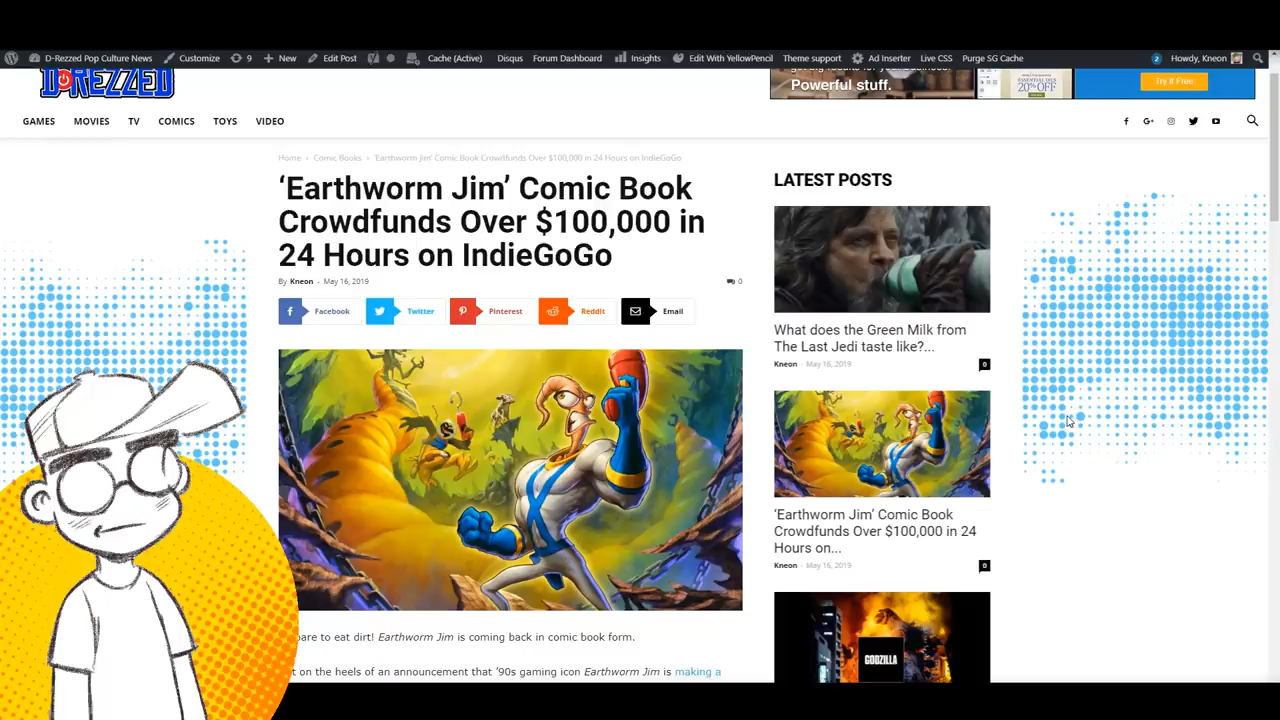 D-Rezzed Pop Culture News Customize 9 New Edit Post Cache (Active) Disqus Forum Dashboard Insights Edit With YellowPencil Theme support Ad Inserter Live CSS Purge SG Cache 2 Howdy, Kneon
D-REZZED
Powerful stuff.
ESSENTIAL OILS
20% OFF
Try It Free
GAMES MOVIES TV COMICS TOYS VIDEO
Home › Comic Books › 'Earthworm Jim' Comic Book Crowdfunds Over $100,000 in 24 Hours on IndieGoGo
‘Earthworm Jim’ Comic Book
Crowdfunds Over $100,000 in
24 Hours on IndieGoGo
By Kneon - May 16, 2019 0
Facebook Twitter Pinterest Reddit Email
are to eat dirt! Earthworm Jim is coming back in comic book form.
t on the heels of an announcement that ’90s gaming icon Earthworm Jim is making a
LATEST POSTS
What does the Green Milk from
The Last Jedi taste like?...
Kneon - May 16, 2019 0
‘Earthworm Jim’ Comic Book
Crowdfunds Over $100,000 in 24
Hours on...
Kneon - May 16, 2019 0
GODZILLA